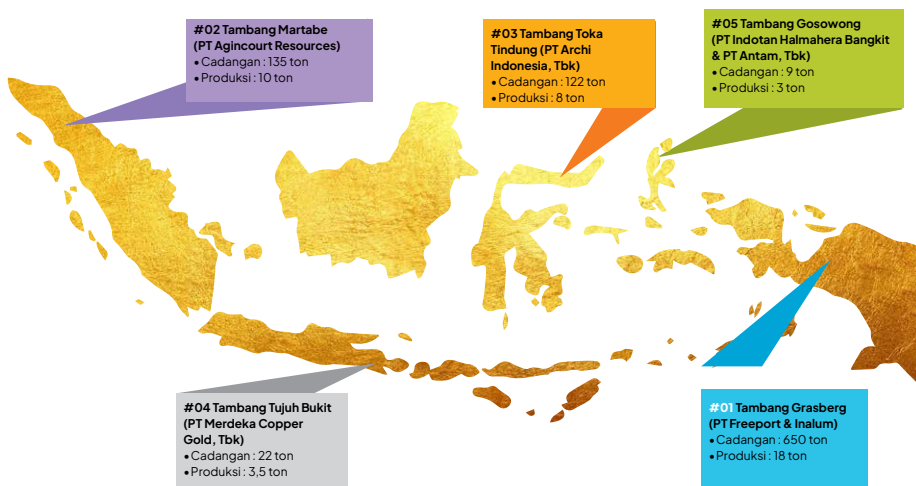 #02 Tambang Martabe
(PT Agincourt Resources)
• Cadangan : 135 ton
• Produksi : 10 ton
#03 Tambang Toka
Tindung (PT Archi
Indonesia, Tbk)
• Cadangan : 122 ton
• Produksi : 8 ton
#05 Tambang Gosowong
(PT Indotan Halmahera Bangkit
& PT Antam, Tbk)
• Cadangan : 9 ton
• Produksi : 3 ton
#04 Tambang Tujuh Bukit
(PT Merdeka Copper
Gold, Tbk)
• Cadangan : 22 ton
• Produksi : 3,5 ton
#01 Tambang Grasberg
(PT Freeport & Inalum)
• Cadangan : 650 ton
• Produksi : 18 ton